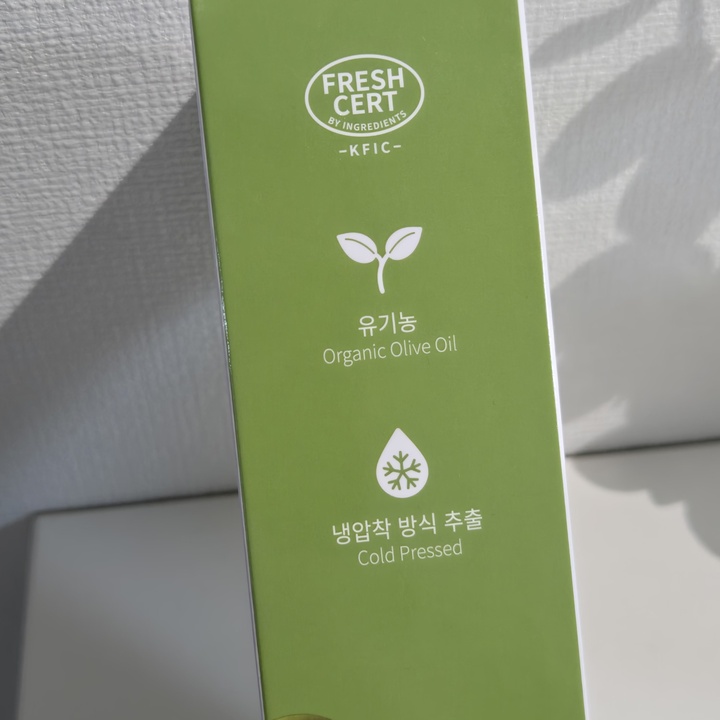 FRESH
CERT
BY INGREDIENTS
–KFIC–
유기농
Organic Olive Oil
냉압착 방식 추출
Cold Pressed